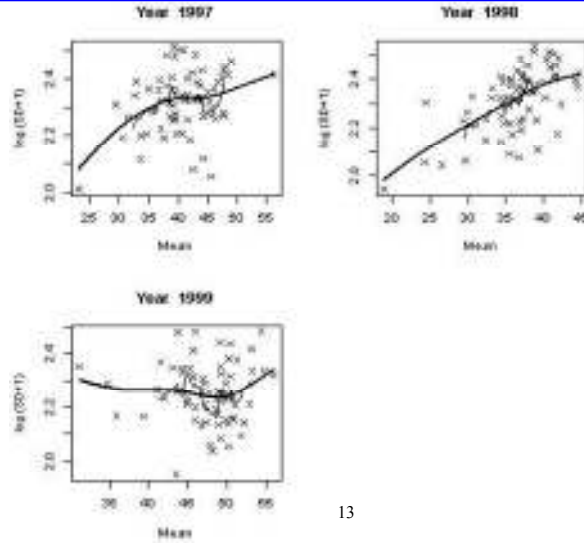 Year 1997
Year 1998
log (SD+1)
2.0 2.2 2.4
25 30 35 40 45 50 55
Mean
log (SD+1)
2.0 2.2 2.4
20 25 30 35 40 45
Mean
Year 1999
log (SD+1)
2.0 2.2 2.4
35 40 45 50 55
Mean
13